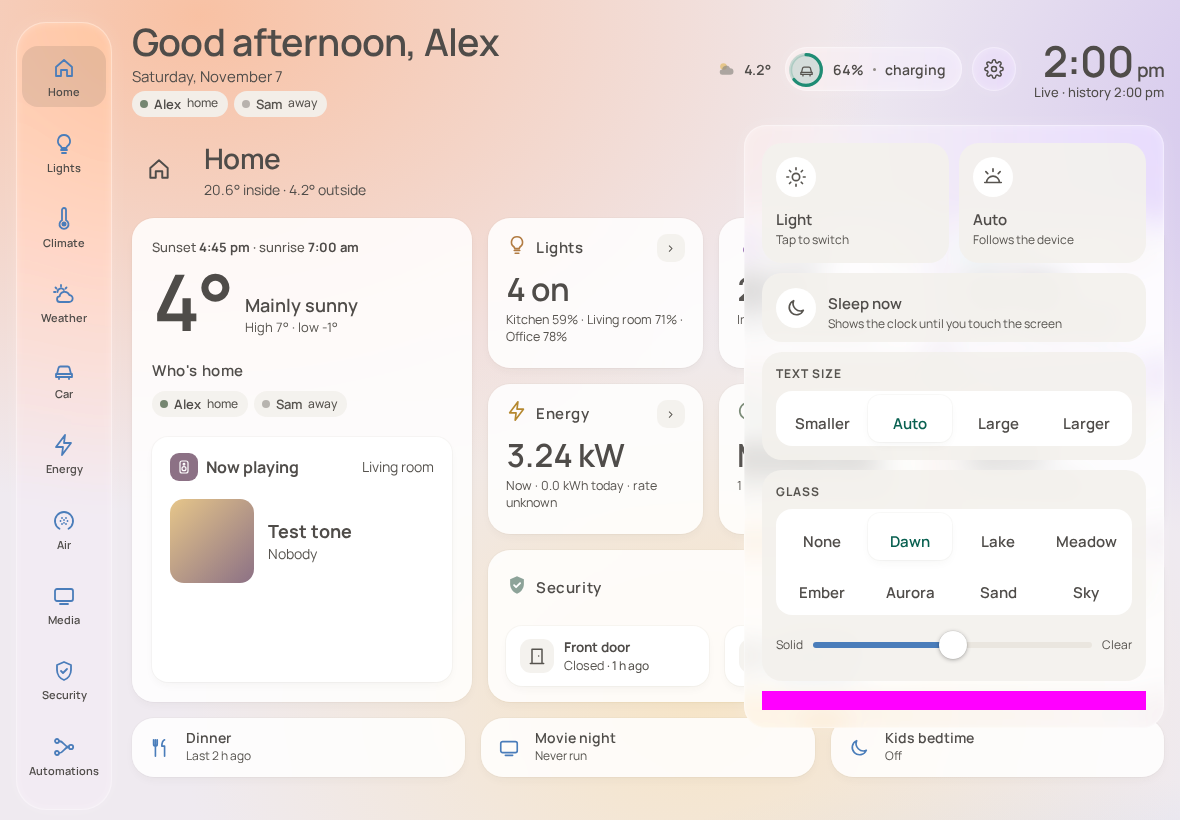 Good afternoon, Alex
Saturday, November 7
Alex home
Sam away
4.2°
64% • charging
2:00 pm
Live · history 2:00 pm
Home
Lights
Climate
Weather
Car
Energy
Air
Media
Security
Automations
Home
20.6° inside · 4.2° outside
Sunset 4:45 pm · sunrise 7:00 am
4°
Mainly sunny
High 7° · low -1°
Who's home
Alex home
Sam away
Now playing
Living room
Test tone
Nobody
Lights
4 on
Kitchen 59% · Living room 71% ·
Office 78%
Energy
3.24 kW
Now · 0.0 kWh today · rate
unknown
Security
Front door
Closed · 1 h ago
Light
Tap to switch
Auto
Follows the device
Sleep now
Shows the clock until you touch the screen
TEXT SIZE
Smaller
Auto
Large
Larger
GLASS
None
Dawn
Lake
Meadow
Ember
Aurora
Sand
Sky
Solid
Clear
Dinner
Last 2 h ago
Movie night
Never run
Kids bedtime
Off